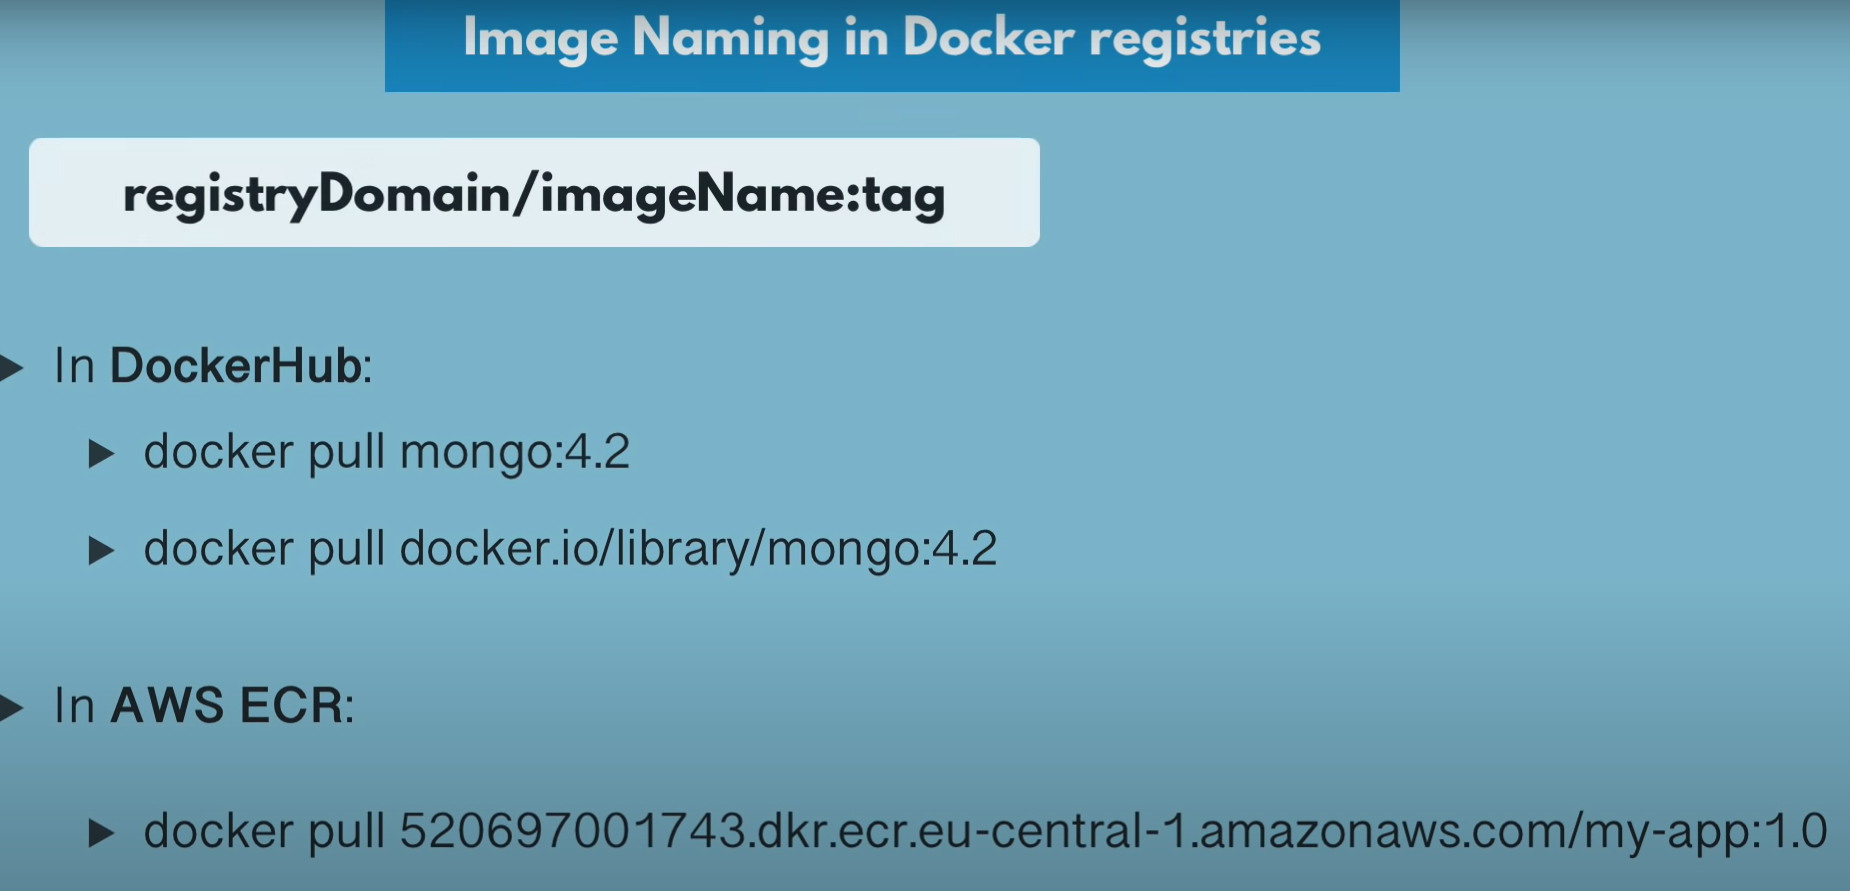 Image Naming in Docker registries
registryDomain/imageName:tag
In DockerHub:
docker pull mongo:4.2
docker pull docker.io/library/mongo:4.2
In AWS ECR:
docker pull 520697001743.dkr.ecr.eu-central-1.amazonaws.com/my-app:1.0